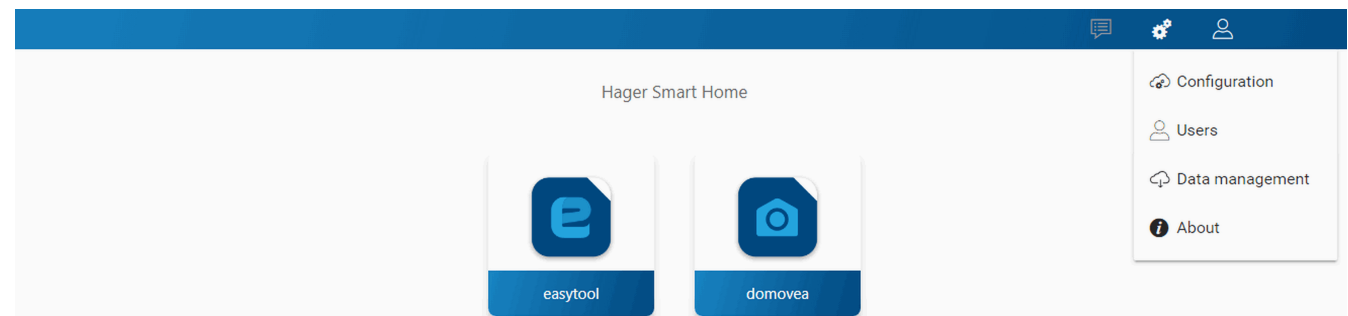 Hager Smart Home
easytool
domovea
Configuration
Users
Data management
About